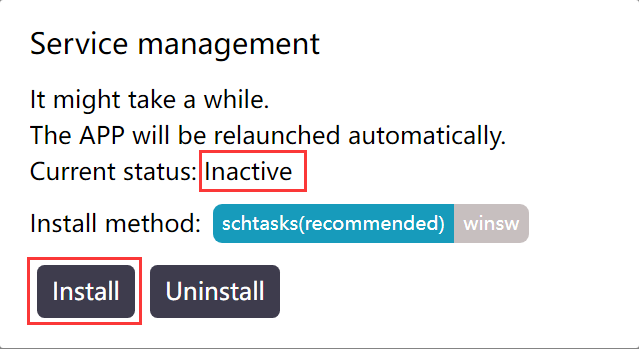 Service management
It might take a while.
The APP will be relaunched automatically.
Current status: Inactive
Install method: schtasks(recommended) winsw
Install Uninstall